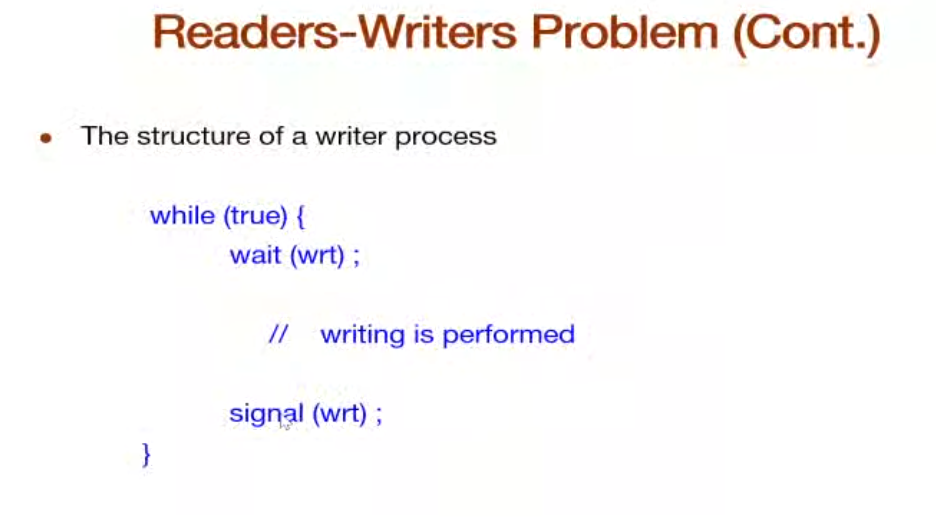 Readers-Writers Problem (Cont.)
• The structure of a writer process
while (true) {
wait (wrt) ;
// writing is performed
signal (wrt) ;
}